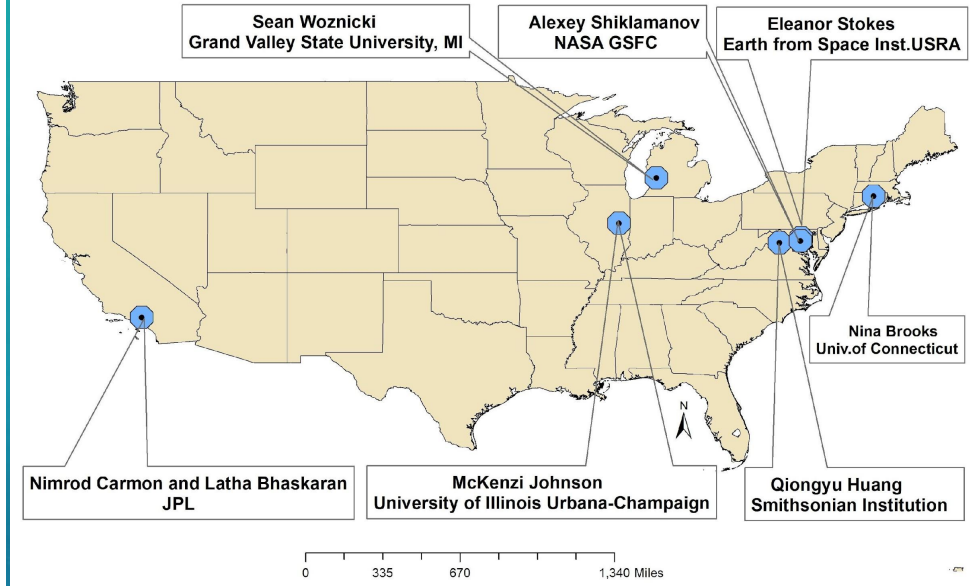 Sean Woznicki
Grand Valley State University, MI
Alexey Shiklamanov
NASA GSFC
Eleanor Stokes
Earth from Space Inst.USRA
Nina Brooks
Univ.of Connecticut
N
Nimrod Carmon and Latha Bhaskaran
JPL
McKenzi Johnson
University of Illinois Urbana-Champaign
Qiongyu Huang
Smithsonian Institution
0 335 670 1,340 Miles